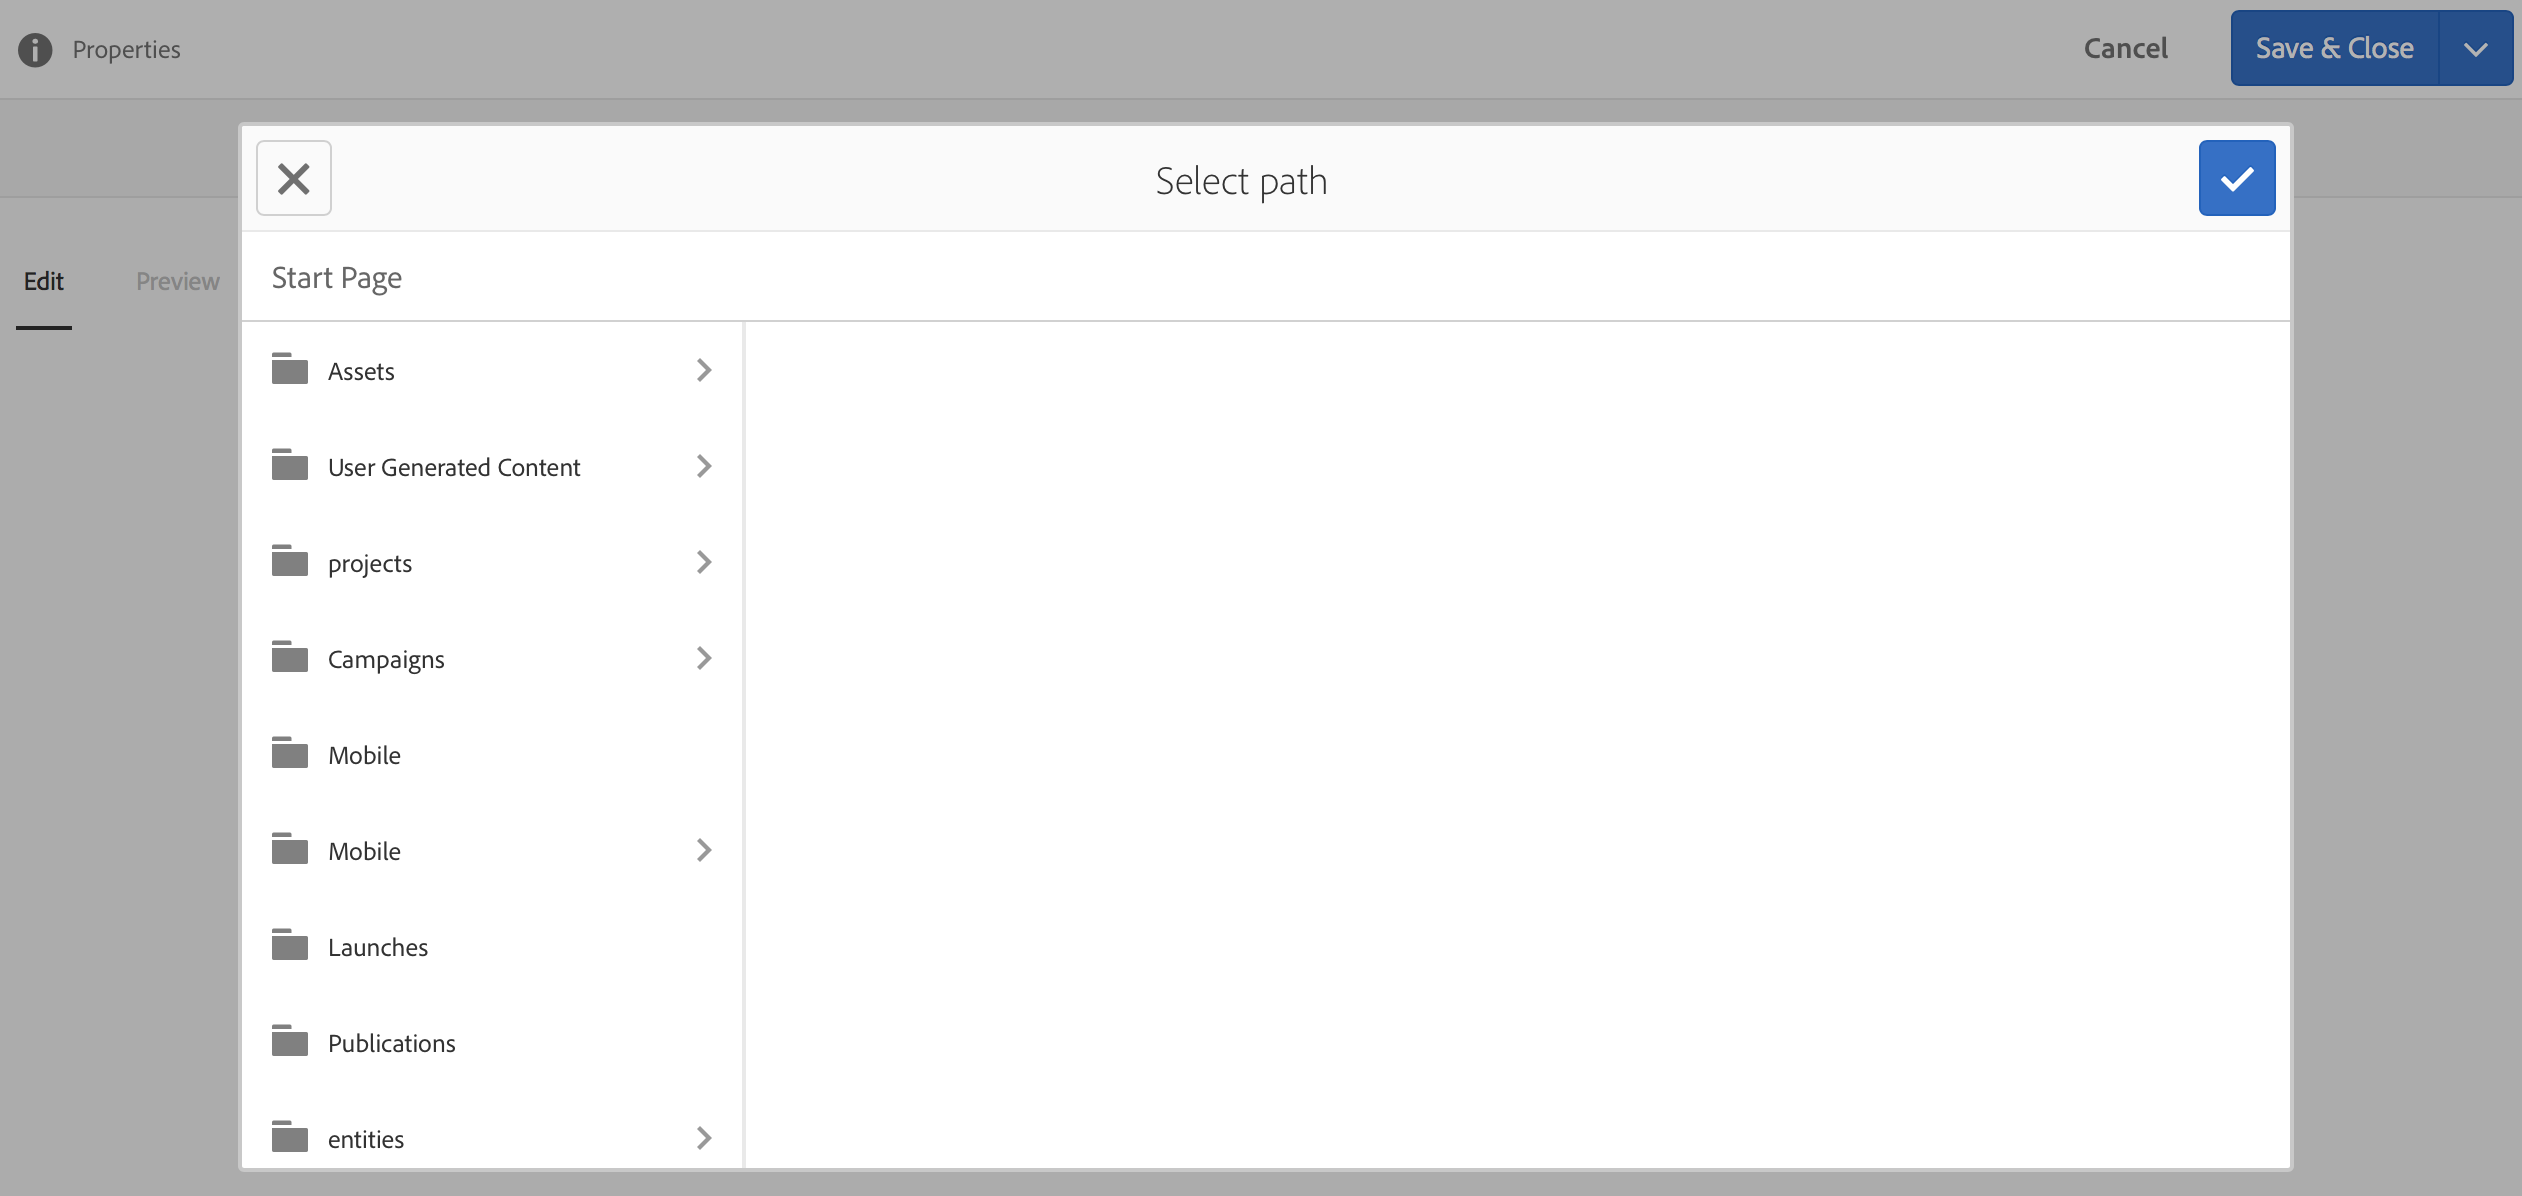 Properties
Cancel
Save & Close
Select path
Start Page
Edit
Preview
Assets
User Generated Content
projects
Campaigns
Mobile
Mobile
Launches
Publications
entities